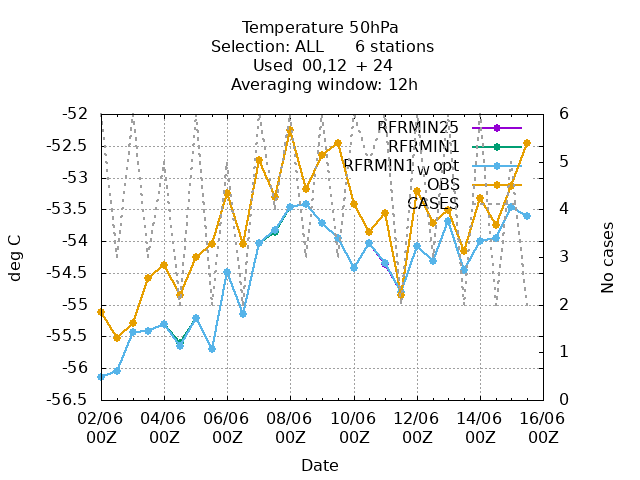 Temperature 50hPa
Selection: ALL 6 stations
Used 00,12 + 24
Averaging window: 12h
-52
-52.5
-53
-53.5
-54
-54.5
-55
-55.5
-56
-56.5
deg C
6
5
4
3
2
1
0
No cases
RFRMIN25
RFRMIN1
RFRMIN1_w opt
OBS
CASES
02/06 04/06 06/06 08/06 10/06 12/06 14/06 16/06
00Z 00Z 00Z 00Z 00Z 00Z 00Z 00Z
Date